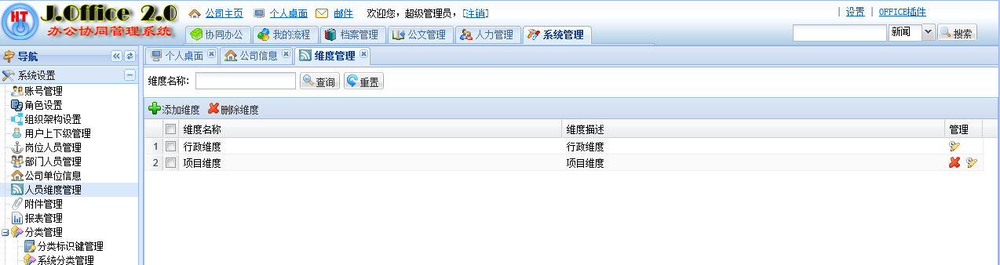 HT J.Office 2.0
办公协同管理系统
公司主页 个人桌面 邮件 欢迎您，超级管理员，[注销]
| 设置 | OFFICE插件
协同办公 我的流程 档案管理 公文管理 人力管理 系统管理
新闻 搜索
导航
个人桌面 公司信息 维度管理
系统设置
账号管理
角色设置
组织架构设置
用户上下级管理
岗位人员管理
部门人员管理
公司单位信息
人员维度管理
附件管理
报表管理
分类管理
分类标识键管理
系统分类管理
维度名称: 查询 重置
添加维度 删除维度
维度名称 维度描述 管理
1 行政维度 行政维度
2 项目维度 项目维度